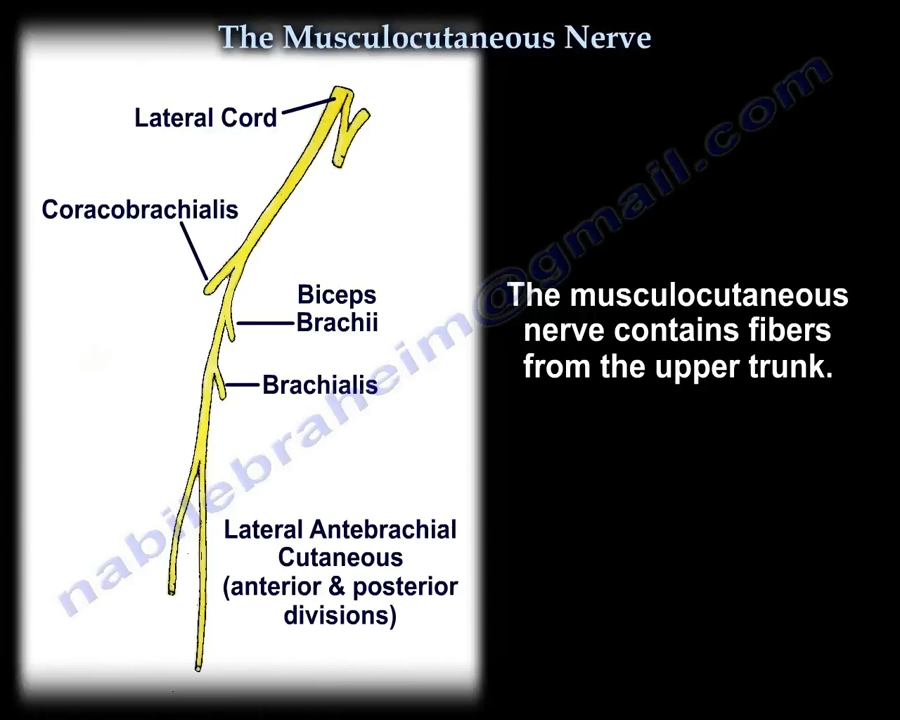 The Musculocutaneous Nerve
Lateral Cord
Coracobrachialis
Biceps
Brachii
Brachialis
Lateral Antebrachial
Cutaneous
(anterior & posterior
divisions)
The musculocutaneous
nerve contains fibers
from the upper trunk.
nabilebraheim@gmail.com